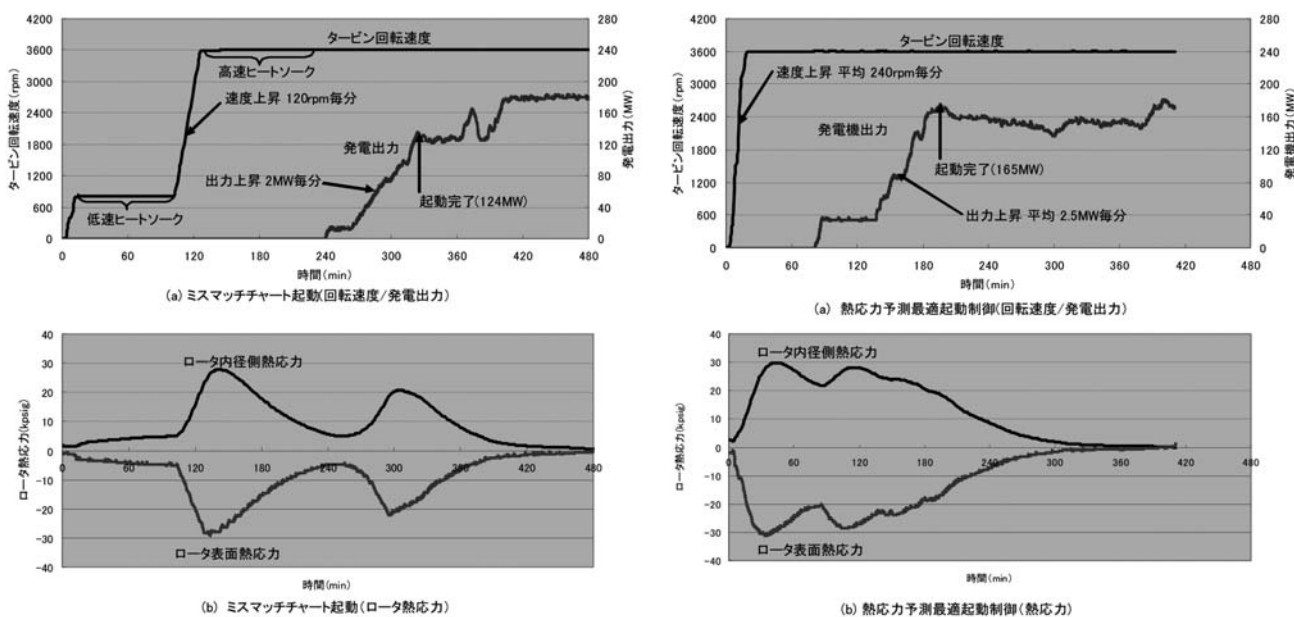 4200
3600
3000
2400
1800
1200
600
0
タービン回転速度(rpm)
280
240
200
160
120
80
40
0
発電出力(MW)
タービン回転速度
高速ヒートソーク
速度上昇 120rpm毎分
発電出力
出力上昇 2MW毎分
起動完了(124MW)
低速ヒートソーク
0 60 120 180 240 300 360 420 480
時間(min)
(a) ミスマッチチャート起動(回転速度/発電出力)
4200
3600
3000
2400
1800
1200
600
0
タービン回転速度(rpm)
280
240
200
160
120
80
40
0
発電機出力(MW)
タービン回転速度
速度上昇 平均 240rpm毎分
発電機出力
起動完了(165MW)
出力上昇 平均 2.5MW毎分
0 60 120 180 240 300 360 420 480
時間(min)
(a) 熱応力予測最適起動制御(回転速度/発電出力)
40
30
20
10
0
-10
-20
-30
-40
ロータ熱応力(kpsig)
ロータ内径側熱応力
0 60 120 180 240 300 360 420 480
ロータ表面熱応力
時間(min)
(b) ミスマッチチャート起動(ロータ熱応力)
40
30
20
10
0
-10
-20
-30
-40
ロータ熱応力(kpsig)
ロータ内径側熱応力
0 60 120 180 240 300 360 420 480
ロータ表面熱応力
時間(min)
(b) 熱応力予測最適起動制御(熱応力)